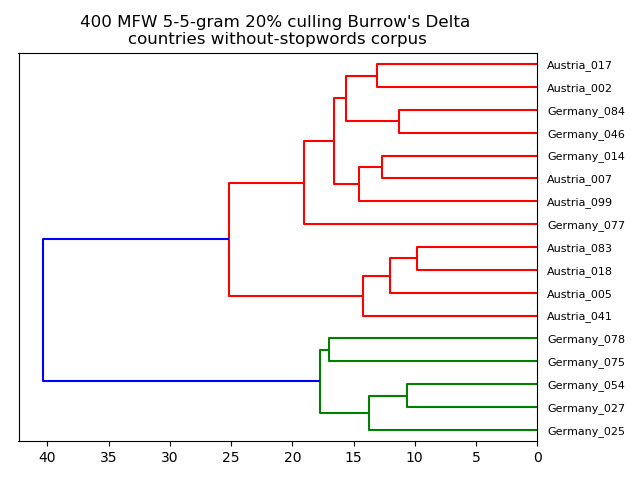 400 MFW 5-5-gram 20% culling Burrow's Delta
countries without-stopwords corpus
Austria_017
Austria_002
Germany_084
Germany_046
Germany_014
Austria_007
Austria_099
Germany_077
Austria_083
Austria_018
Austria_005
Austria_041
Germany_078
Germany_075
Germany_054
Germany_027
Germany_025
40 35 30 25 20 15 10 5 0